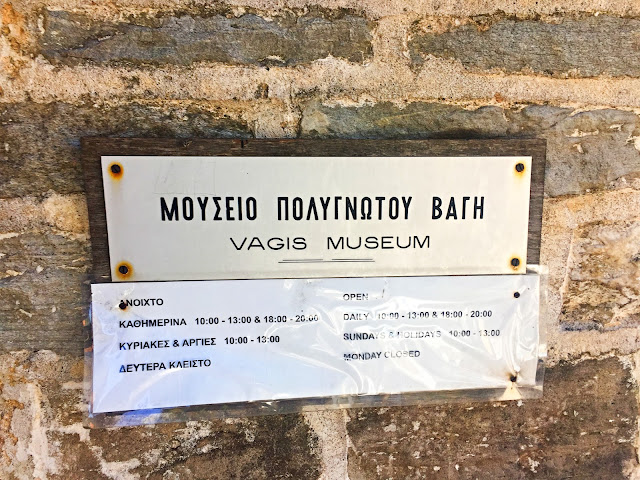 ΜΟΥΣΕΙΟ ΠΟΛΥΓΝΩΤΟΥ ΒΑΓΗ
VAGIS MUSEUM
ΑΝΟΙΧΤΟ
ΚΑΘΗΜΕΡΙΝΑ 10:00 - 13:00 & 18:00 - 20:00
ΚΥΡΙΑΚΕΣ & ΑΡΓΙΕΣ 10:00 - 13:00
ΔΕΥΤΕΡΑ ΚΛΕΙΣΤΟ
OPEN
DAILY 10:00 - 13:00 & 18:00 - 20:00
SUNDAYS & HOLIDAYS 10:00 - 13:00
MONDAY CLOSED